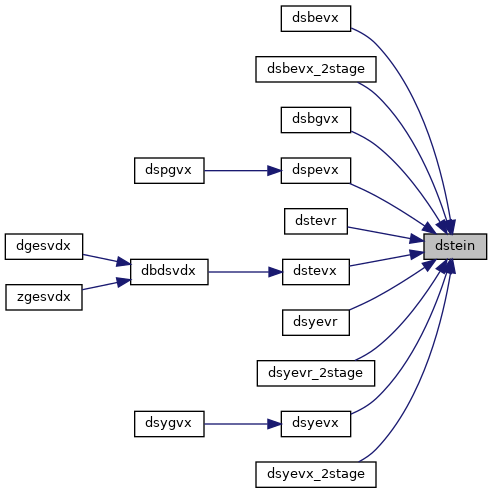 dsbevx
dsbevx_2stage
dsbgvx
dspgvx
dspevx
dstevr
dstein
dgesvdx
dbdsvdx
dstevx
zgesvdx
dsyevr
dsyevr_2stage
dsygvx
dsyevx
dsyevx_2stage